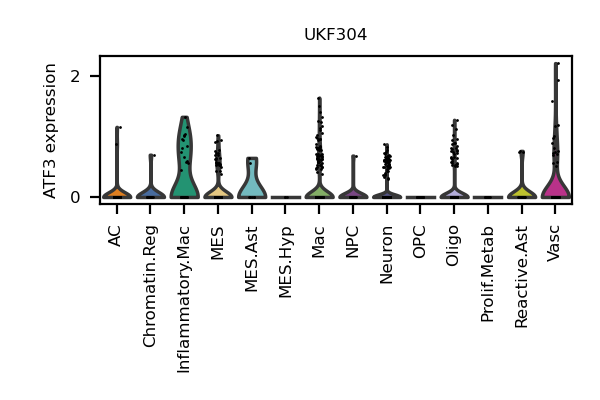 UKF304
ATF3 expression
2
0
AC
Chromatin.Reg
Inflammatory.Mac
MES
MES.Ast
MES.Hyp
Mac
NPC
Neuron
OPC
Oligo
Prolif.Metab
Reactive.Ast
Vasc